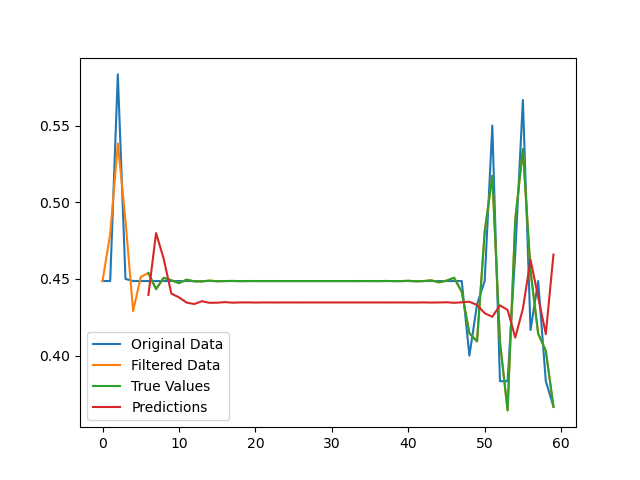 0.55
0.50
0.45
0.40
Original Data
Filtered Data
True Values
Predictions
0 10 20 30 40 50 60